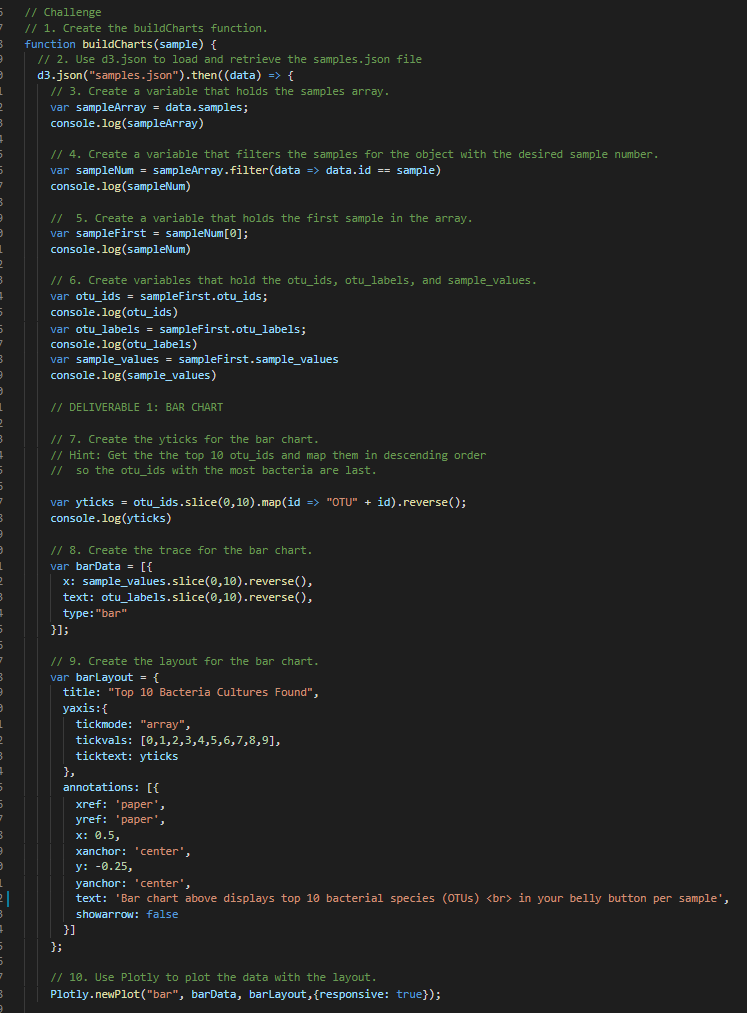 // Challenge
// 1. Create the buildCharts function.
function buildCharts(sample) {
// 2. Use d3.json to load and retrieve the samples.json file
d3.json("samples.json").then((data) => {
// 3. Create a variable that holds the samples array.
var sampleArray = data.samples;
console.log(sampleArray)
// 4. Create a variable that filters the samples for the object with the desired sample number.
var sampleNum = sampleArray.filter(data => data.id == sample)
console.log(sampleNum)
//  5. Create a variable that holds the first sample in the array.
var sampleFirst = sampleNum[0];
console.log(sampleNum)
// 6. Create variables that hold the otu_ids, otu_labels, and sample_values.
var otu_ids = sampleFirst.otu_ids;
console.log(otu_ids)
var otu_labels = sampleFirst.otu_labels;
console.log(otu_labels)
var sample_values = sampleFirst.sample_values
console.log(sample_values)
// DELIVERABLE 1: BAR CHART
// 7. Create the yticks for the bar chart.
// Hint: Get the the top 10 otu_ids and map them in descending order
//  so the otu_ids with the most bacteria are last.
var yticks = otu_ids.slice(0,10).map(id => "OTU" + id).reverse();
console.log(yticks)
// 8. Create the trace for the bar chart.
var barData = [{
x: sample_values.slice(0,10).reverse(),
text: otu_labels.slice(0,10).reverse(),
type:"bar"
}];
// 9. Create the layout for the bar chart.
var barLayout = {
title: "Top 10 Bacteria Cultures Found",
yaxis:{
tickmode: "array",
tickvals: [0,1,2,3,4,5,6,7,8,9],
ticktext: yticks
},
annotations: [{
xref: 'paper',
yref: 'paper',
x: 0.5,
xanchor: 'center',
y: -0.25,
yanchor: 'center',
text: 'Bar chart above displays top 10 bacterial species (OTUs) <br> in your belly button per sample',
showarrow: false
}]
};
// 10. Use Plotly to plot the data with the layout.
Plotly.newPlot("bar", barData, barLayout,{responsive: true});